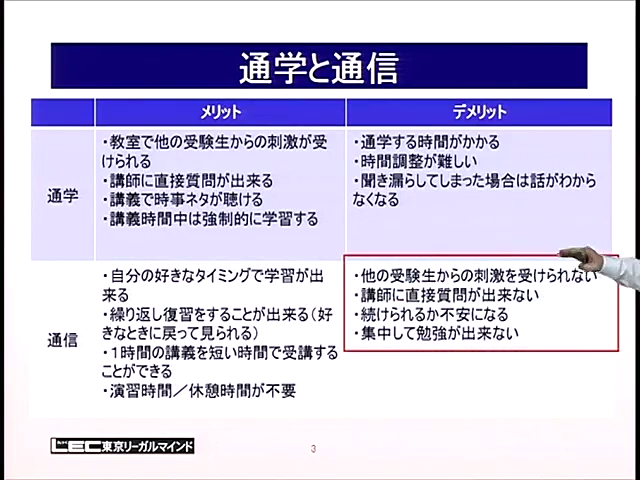 通学と通信
メリット
デメリット
通学
・教室で他の受験生からの刺激が受
けられる
・講師に直接質問が出来る
・講義で時事ネタが聴ける
・講義時間中は強制的に学習する
・通学する時間がかかる
・時間調整が難しい
・聞き漏らしてしまった場合は話がわから
なくなる
通信
・自分の好きなタイミングで学習が出
来る
・繰り返し復習をすることが出来る(好
きなときに戻って見られる)
・1時間の講義を短い時間で受講する
ことができる
・演習時間／休憩時間が不要
・他の受験生からの刺激を受けられない
・講師に直接質問が出来ない
・続けられるか不安になる
・集中して勉強が出来ない
LEC東京リーガルマインド
3